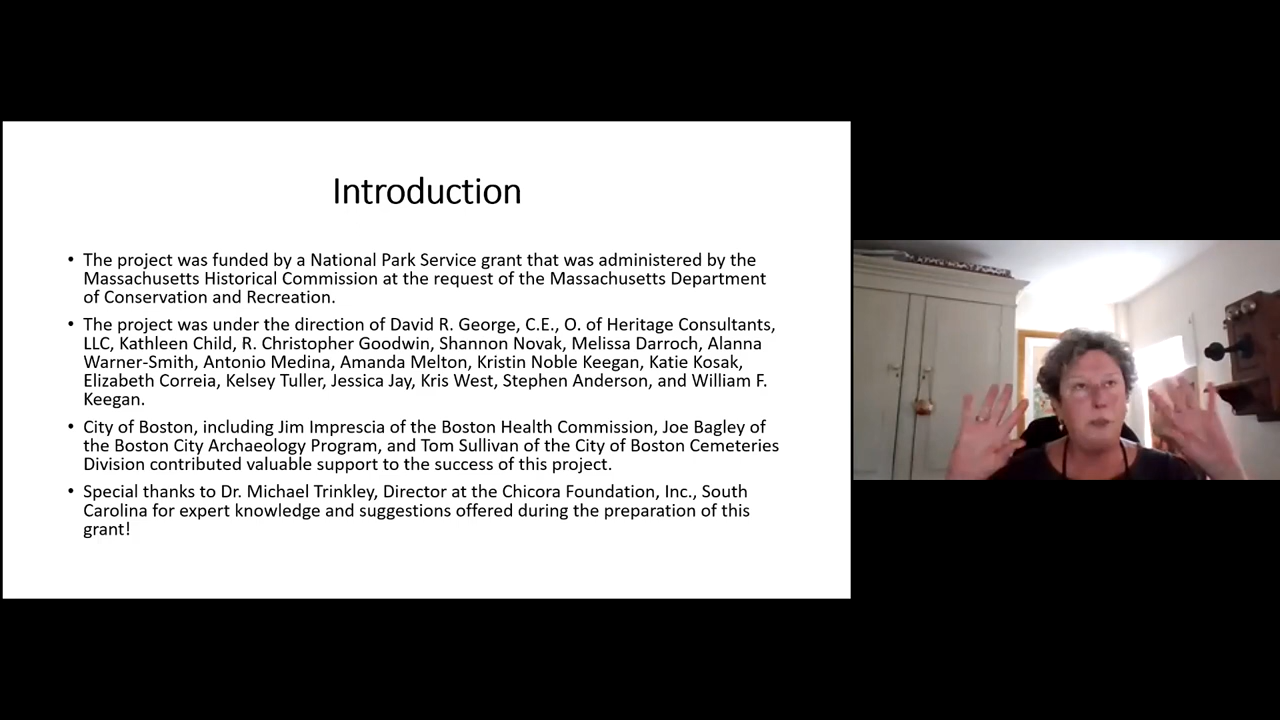 Introduction
• The project was funded by a National Park Service grant that was administered by the
Massachusetts Historical Commission at the request of the Massachusetts Department
of Conservation and Recreation.
• The project was under the direction of David R. George, C.E., O. of Heritage Consultants,
LLC, Kathleen Child, R. Christopher Goodwin, Shannon Novak, Melissa Darroch, Alanna
Warner-Smith, Antonio Medina, Amanda Melton, Kristin Noble Keegan, Katie Kosak,
Elizabeth Correia, Kelsey Tuller, Jessica Jay, Kris West, Stephen Anderson, and William F.
Keegan.
• City of Boston, including Jim Imprescia of the Boston Health Commission, Joe Bagley of
the Boston City Archaeology Program, and Tom Sullivan of the City of Boston Cemeteries
Division contributed valuable support to the success of this project.
• Special thanks to Dr. Michael Trinkley, Director at the Chicora Foundation, Inc., South
Carolina for expert knowledge and suggestions offered during the preparation of this
grant!